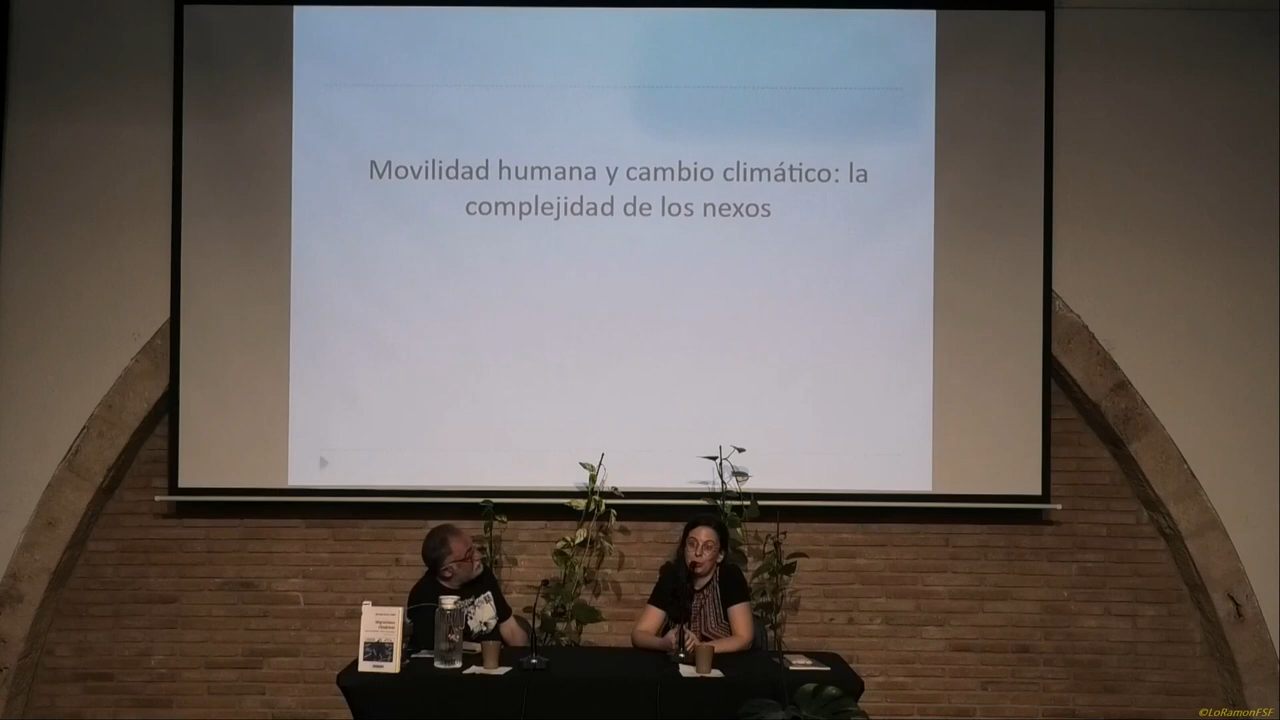 Movilidad humana y cambio climático: la
complejidad de los nexos
©LoRamonFSF